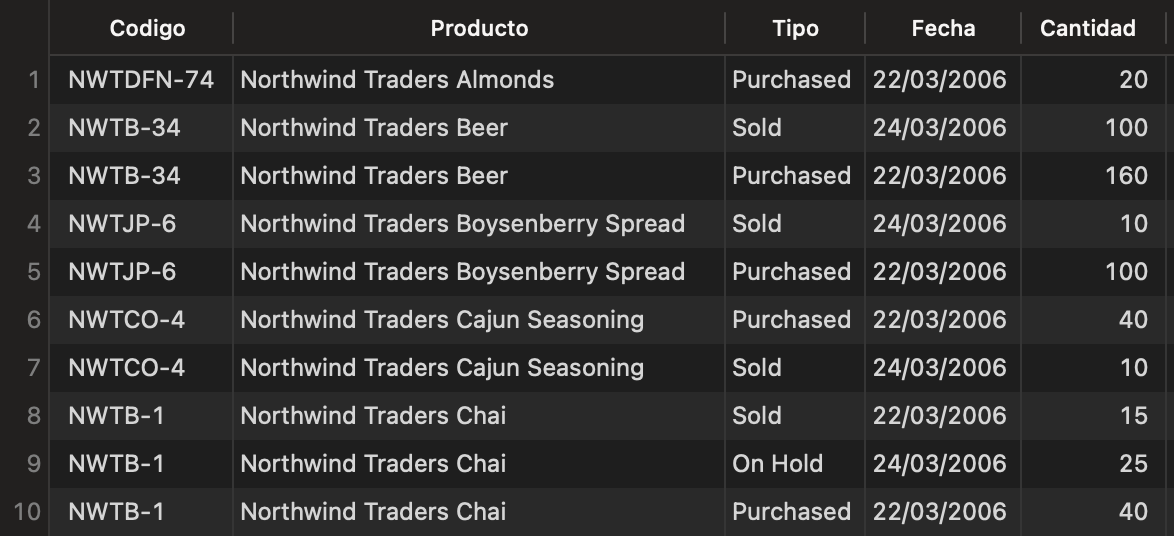 Codigo Producto Tipo Fecha Cantidad
1 NWTDFN-74 Northwind Traders Almonds Purchased 22/03/2006 20
2 NWTB-34 Northwind Traders Beer Sold 24/03/2006 100
3 NWTB-34 Northwind Traders Beer Purchased 22/03/2006 160
4 NWTJP-6 Northwind Traders Boysenberry Spread Sold 24/03/2006 10
5 NWTJP-6 Northwind Traders Boysenberry Spread Purchased 22/03/2006 100
6 NWTCO-4 Northwind Traders Cajun Seasoning Purchased 22/03/2006 40
7 NWTCO-4 Northwind Traders Cajun Seasoning Sold 24/03/2006 10
8 NWTB-1 Northwind Traders Chai Sold 22/03/2006 15
9 NWTB-1 Northwind Traders Chai On Hold 24/03/2006 25
10 NWTB-1 Northwind Traders Chai Purchased 22/03/2006 40